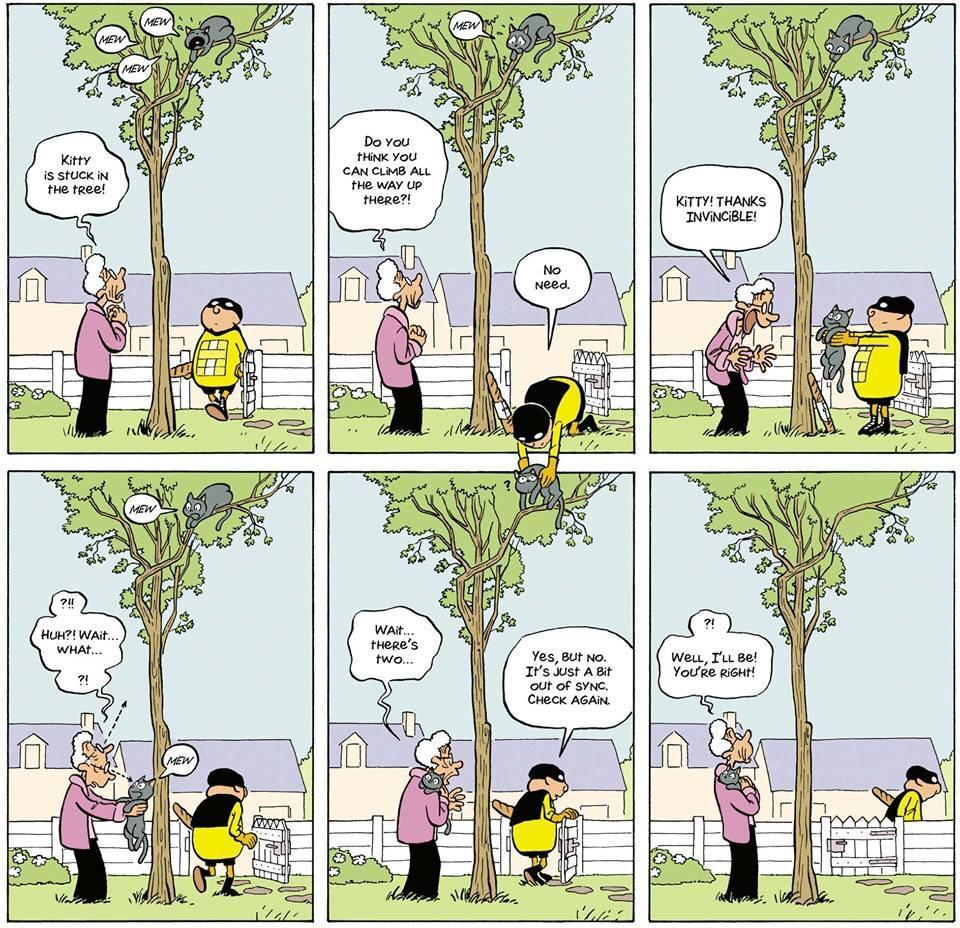 MEW
MEW
MEW
Kitty
is stuck in
the tree!
MEW
Do you
think you
can climb all
the way up
there?!
No
need.
Kitty! Thanks
Invincible!
MEW
?!!
Huh?! Wait...
what...
?!
MEW
Wait...
there's
two...
?
Yes, but no.
It's just a bit
out of sync.
Check again.
?!
Well, I'll be!
You're right!